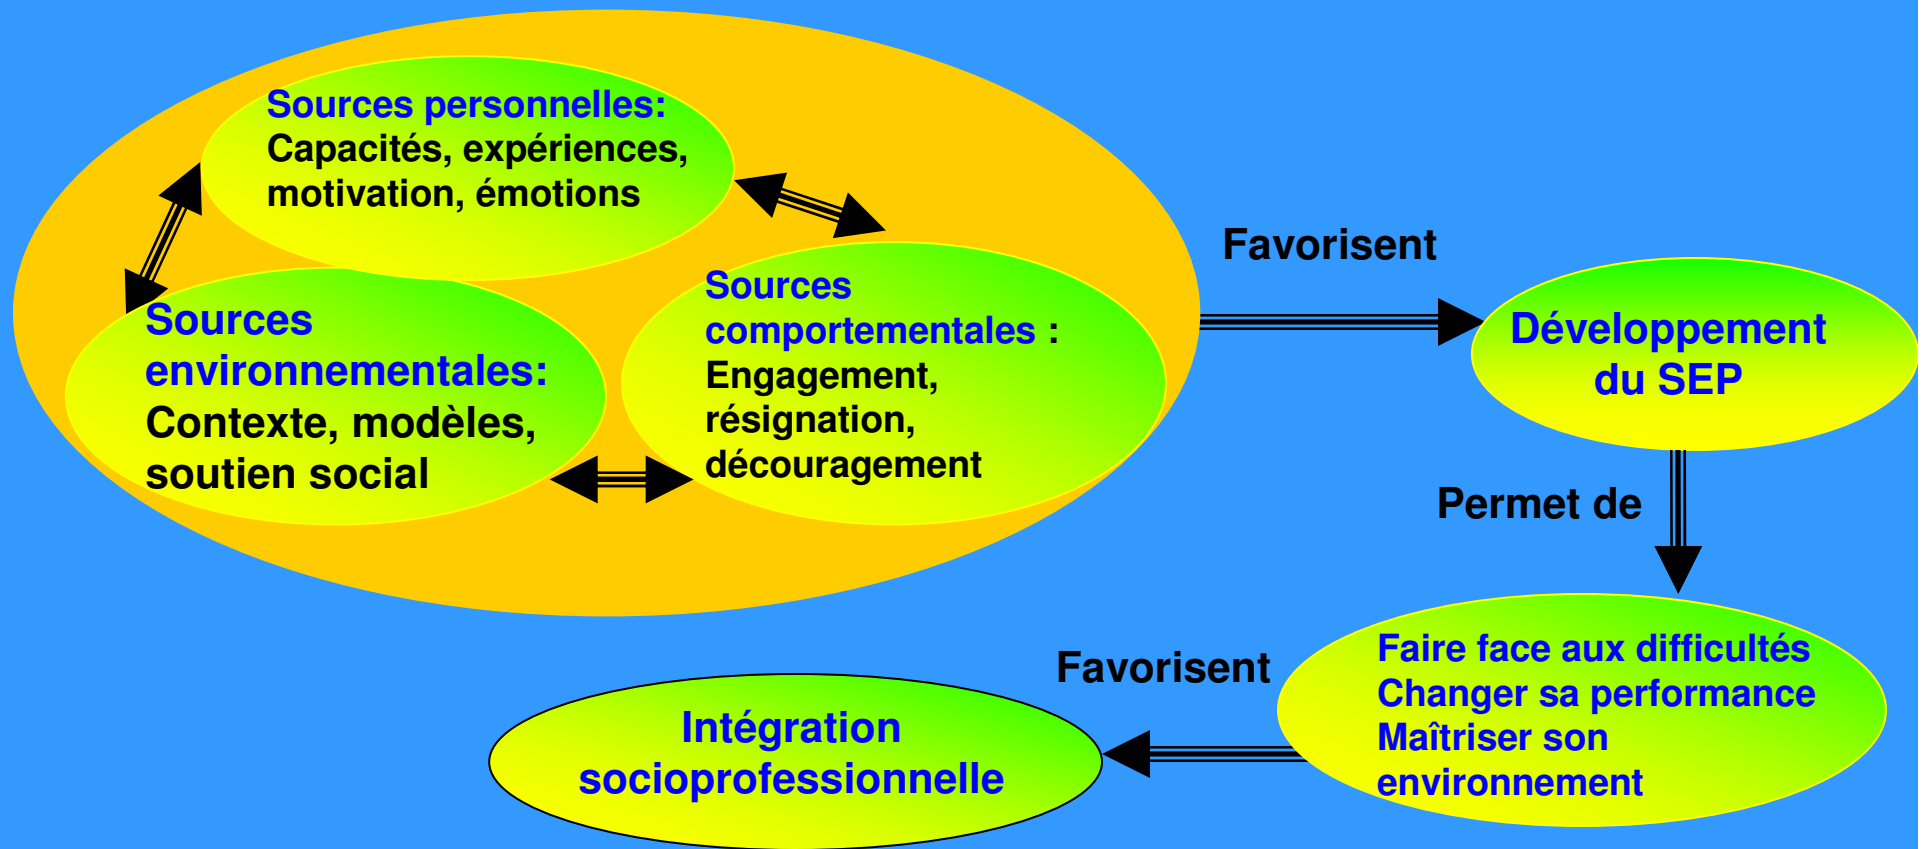 Sources personnelles:
Capacités, expériences,
motivation, émotions
Sources
environnementales:
Contexte, modèles,
soutien social
Sources
comportementales :
Engagement,
résignation,
découragement
Favorisent
Développement
du SEP
Permet de
Faire face aux difficultés
Changer sa performance
Maîtriser son
environnement
Favorisent
Intégration
socioprofessionnelle